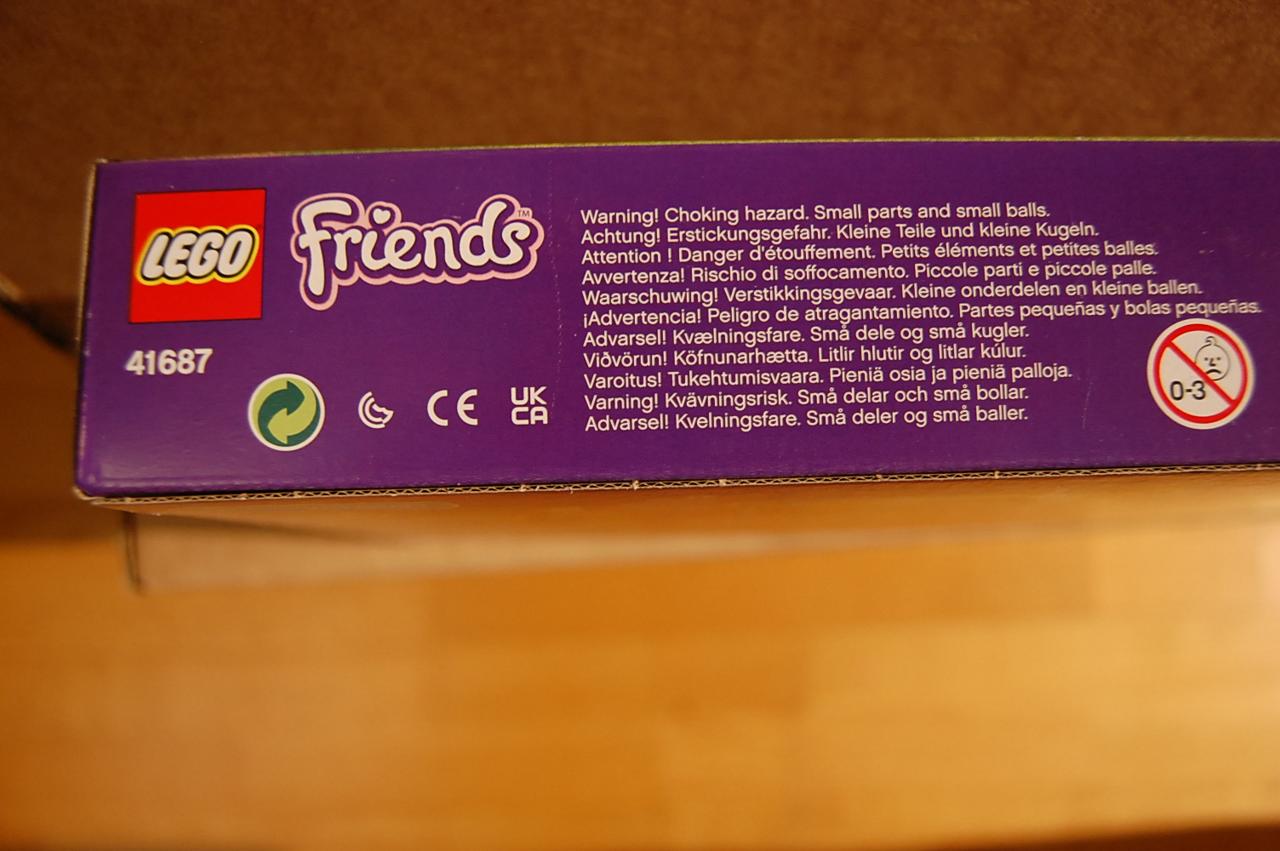 LEGO
Friends™
41687
CE
UK
CA
Warning! Choking hazard. Small parts and small balls.
Achtung! Erstickungsgefahr. Kleine Teile und kleine Kugeln.
Attention ! Danger d'étouffement. Petits éléments et petites balles.
Avvertenza! Rischio di soffocamento. Piccole parti e piccole palle.
Waarschuwing! Verstikkingsgevaar. Kleine onderdelen en kleine ballen.
¡Advertencia! Peligro de atragantamiento. Partes pequeñas y bolas pequeñas.
Advarsel! Kvælningsfare. Små dele og små kugler.
Viðvörun! Köfnunarhætta. Litlir hlutir og litlar kúlur.
Varoitus! Tukehtumisvaara. Pieniä osia ja pieniä palloja.
Varning! Kvävningsrisk. Små delar och små bollar.
Advarsel! Kvelningsfare. Små deler og små baller.
0-3